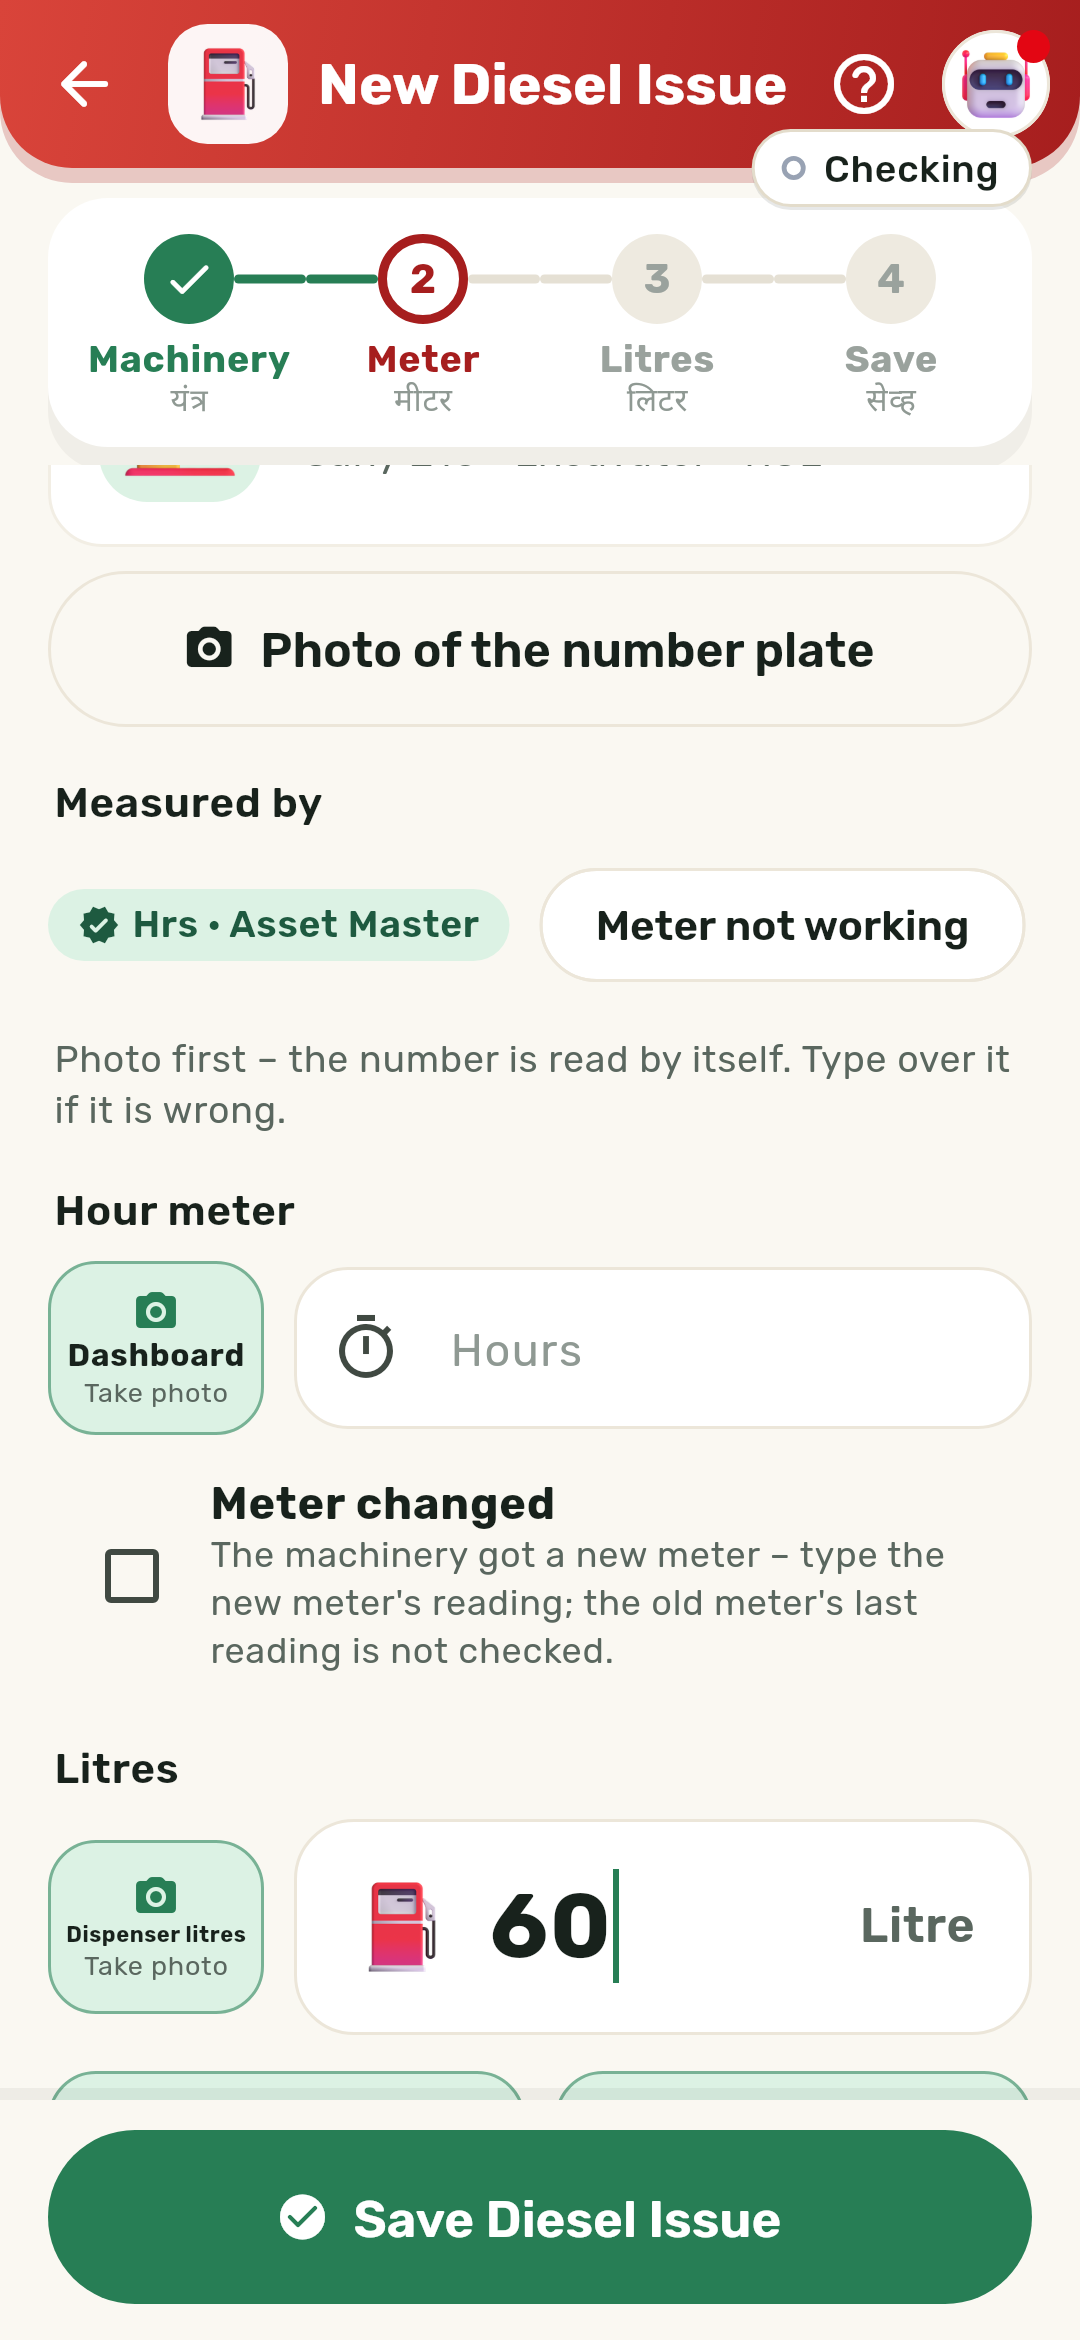 New Diesel Issue
Checking
2
3
4
Machinery
Meter
Litres
Save
यंत्र
मीटर
लिटर
सेव्ह
Photo of the number plate
Measured by
Hrs • Asset Master
Meter not working
Photo first – the number is read by itself. Type over it
if it is wrong.
Hour meter
Dashboard
Take photo
Hours
Meter changed
The machinery got a new meter – type the
new meter's reading; the old meter's last
reading is not checked.
Litres
Dispenser litres
Take photo
60
Litre
Save Diesel Issue